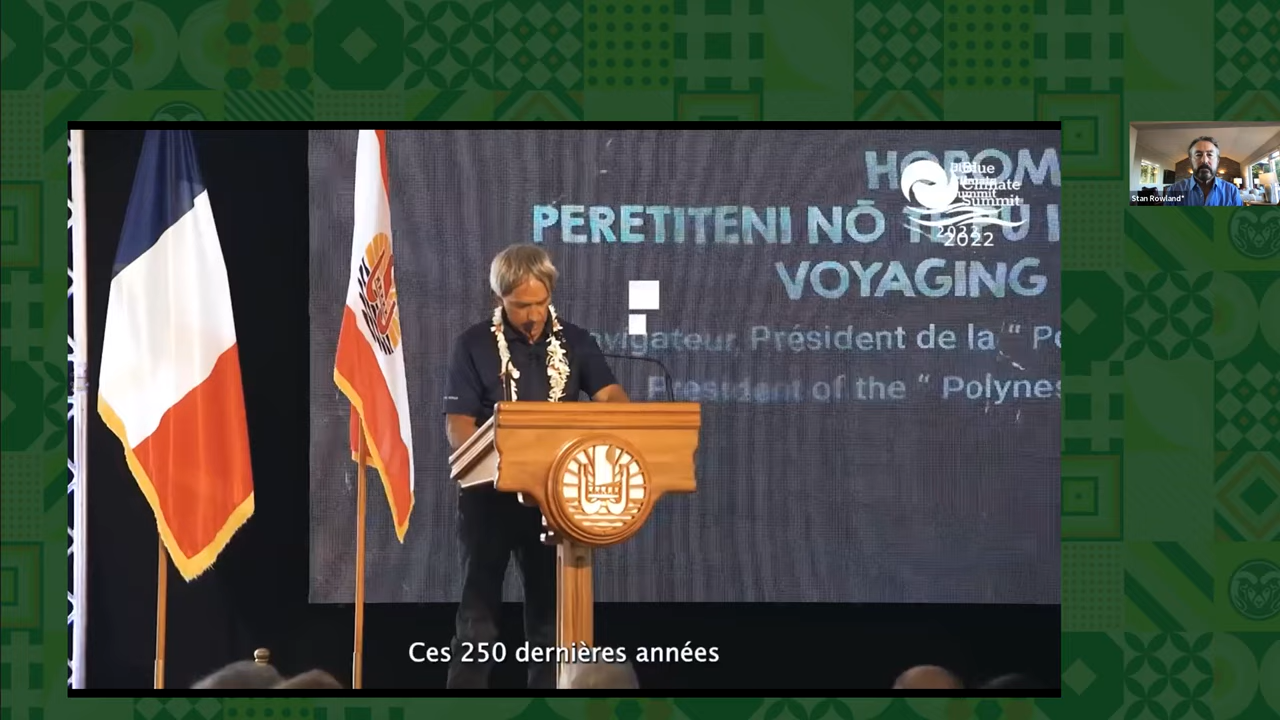 HOROM
Blue
Climate
Summit
2022
PERETITENI NŌ
VOYAGING
Navigateur, Président de la “ Po
President of the “ Polynes
Stan Rowland*
Ces 250 dernières années